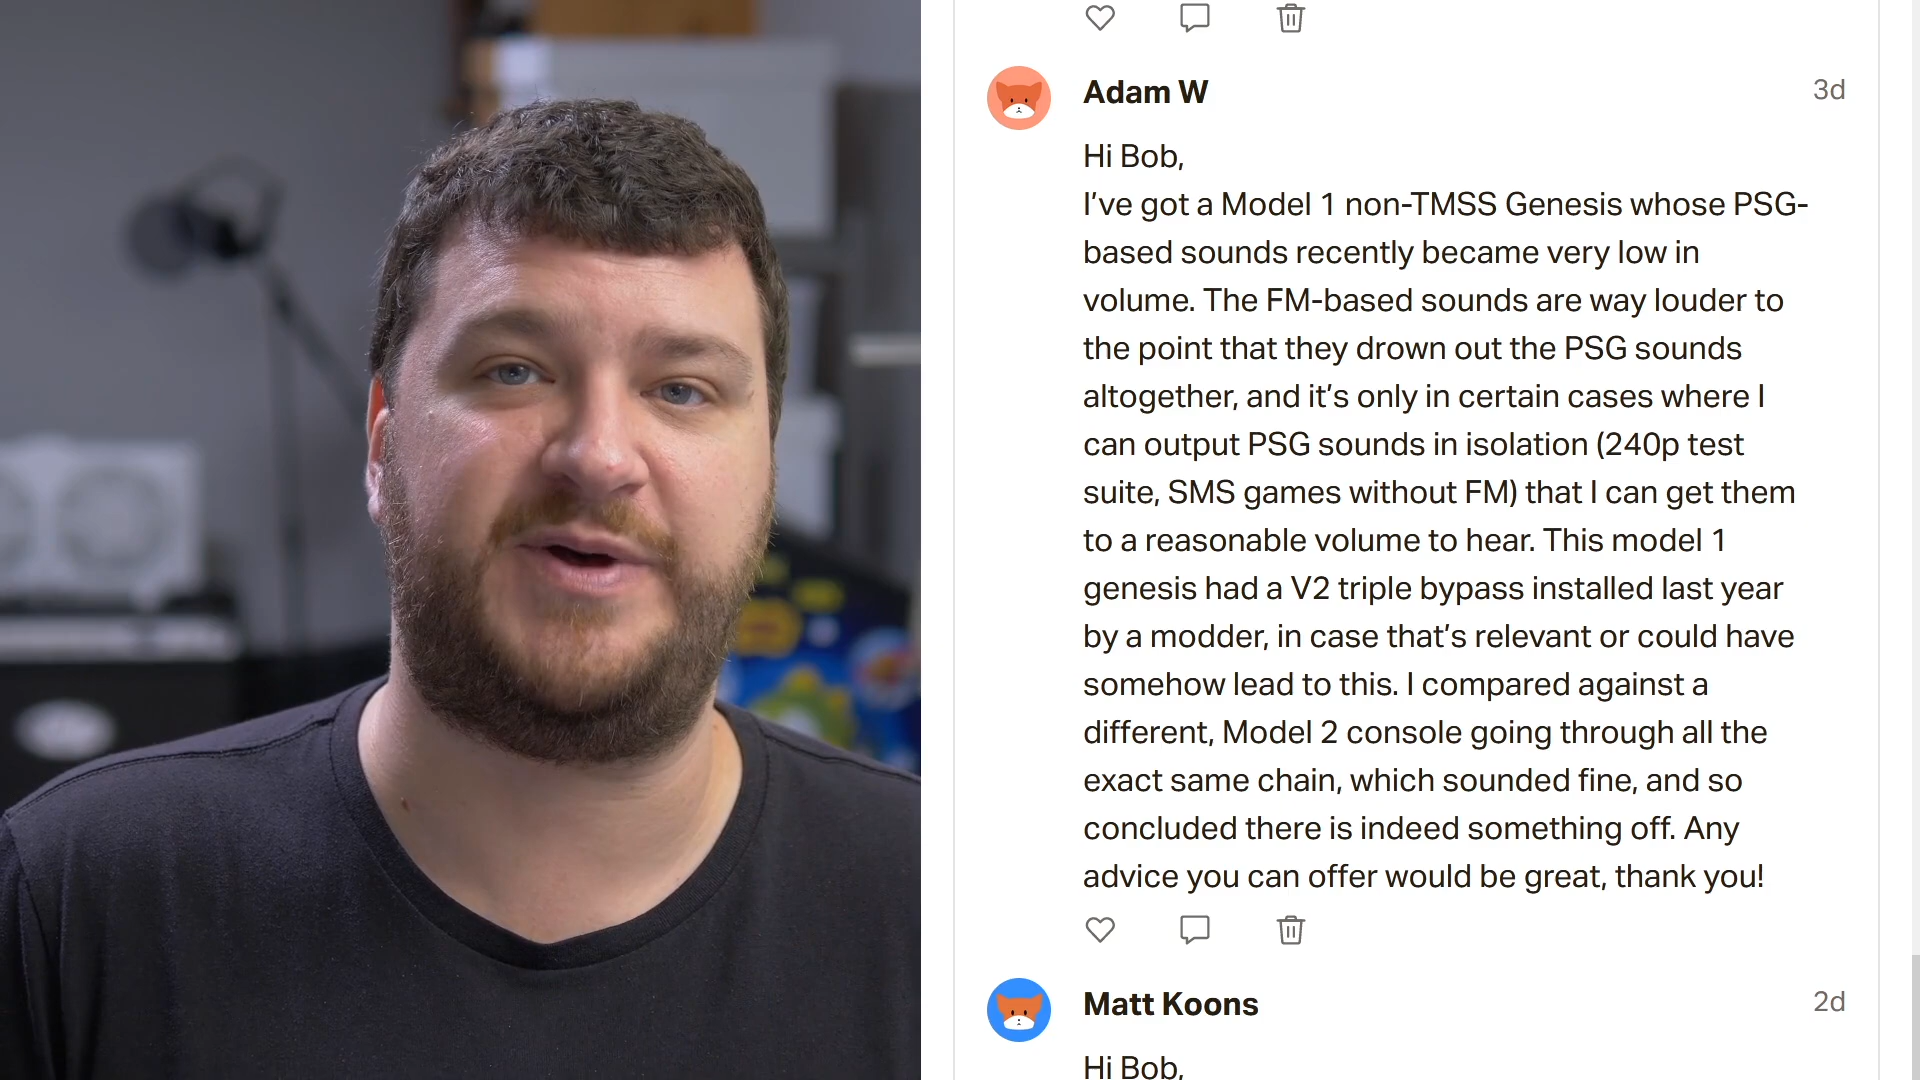 Adam W
3d
Hi Bob,
I've got a Model 1 non-TMSS Genesis whose PSG-
based sounds recently became very low in
volume. The FM-based sounds are way louder to
the point that they drown out the PSG sounds
altogether, and it's only in certain cases where I
can output PSG sounds in isolation (240p test
suite, SMS games without FM) that I can get them
to a reasonable volume to hear. This model 1
genesis had a V2 triple bypass installed last year
by a modder, in case that's relevant or could have
somehow lead to this. I compared against a
different, Model 2 console going through all the
exact same chain, which sounded fine, and so
concluded there is indeed something off. Any
advice you can offer would be great, thank you!
Matt Koons
2d
Hi Bob,